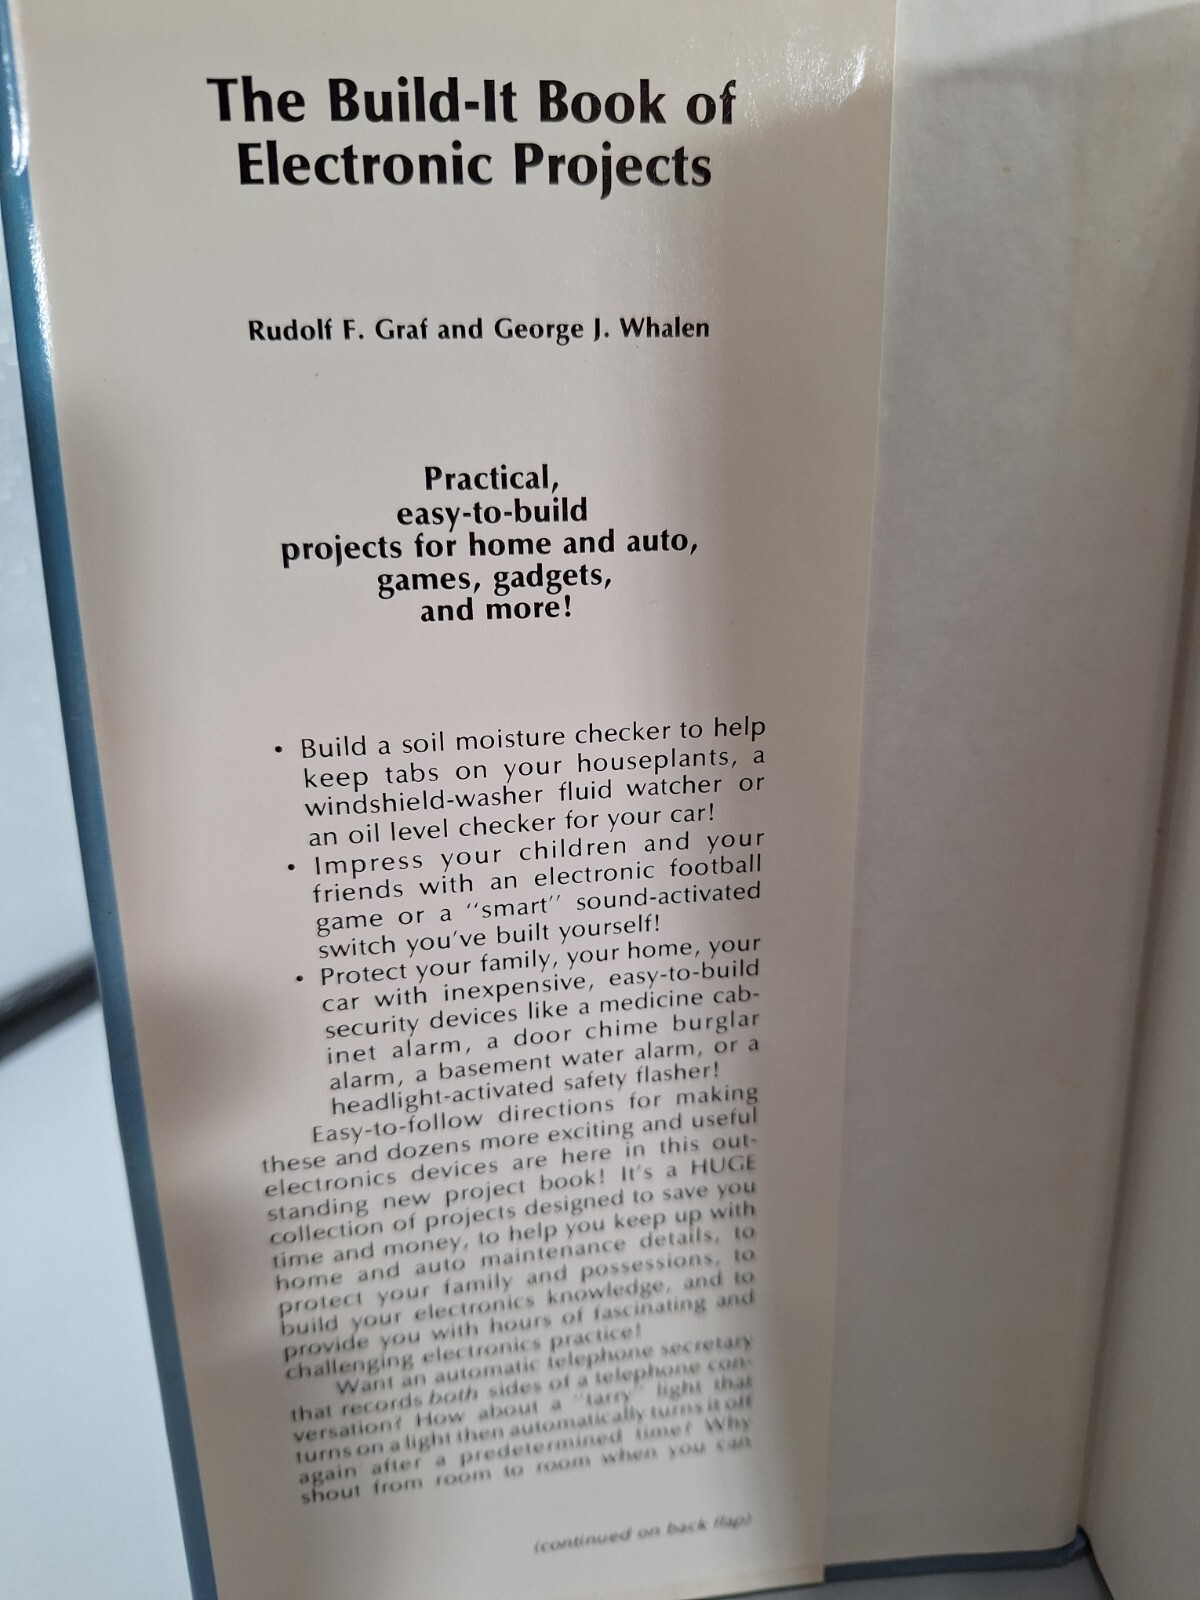 The Build-It Book of
Electronic Projects
Rudolf F. Graf and George J. Whalen
Practical,
easy-to-build
projects for home and auto,
games, gadgets,
and more!
• Build a soil moisture checker to help
keep tabs on your houseplants, a
windshield-washer fluid watcher or
an oil level checker for your car!
• Impress your children and your
friends with an electronic football
game or a "smart" sound-activated
switch you've built yourself!
• Protect your family, your home, your
car with inexpensive, easy-to-build
security devices like a medicine cab-
inet alarm, a door chime burglar
alarm, a basement water alarm, or a
headlight-activated safety flasher!
Easy-to-follow directions for making
these and dozens more exciting and useful
electronics devices are here in this out-
standing new project book! It's a HUGE
collection of projects designed to save you
time and money, to help you keep up with
home and auto maintenance details, to
protect your family and possessions, to
build your electronics knowledge, and to
provide you with hours of fascinating and
challenging electronics practice!
Want an automatic telephone secretary
that records both sides of a telephone con-
versation? How about a "tarry" light that
turns on a light then automatically turns it off
again after a predetermined time? Why
shout from room to room when you can
(continued on back flap)